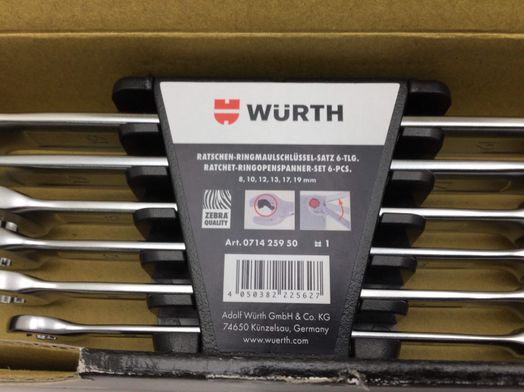 WÜRTH
RATSCHEN-RINGMAULSCHLÜSSEL-SATZ 6-TLG.
RATCHET-RINGOPENSPANNER-SET 6-PCS.
8, 10, 12, 13, 17, 19 mm
ZEBRA
QUALITY
Art. 0714 259 50 1
4 050382 225627
Adolf Würth GmbH & Co. KG
74650 Künzelsau, Germany
www.wuerth.com